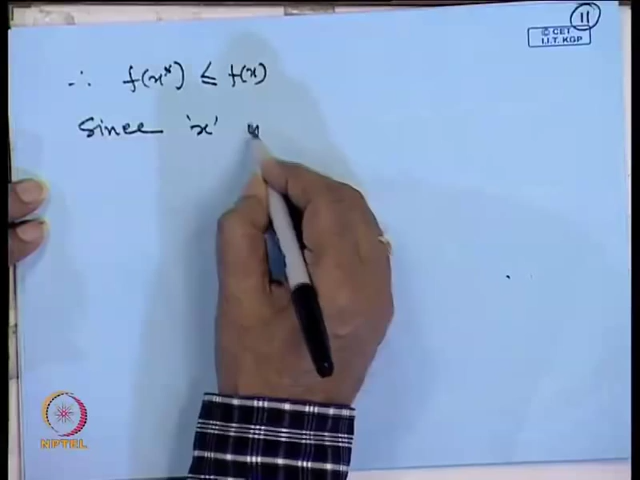 11
© CET
I.I.T. KGP
∴ f(x*) ≤ f(x)
Since 'x'
NPTEL